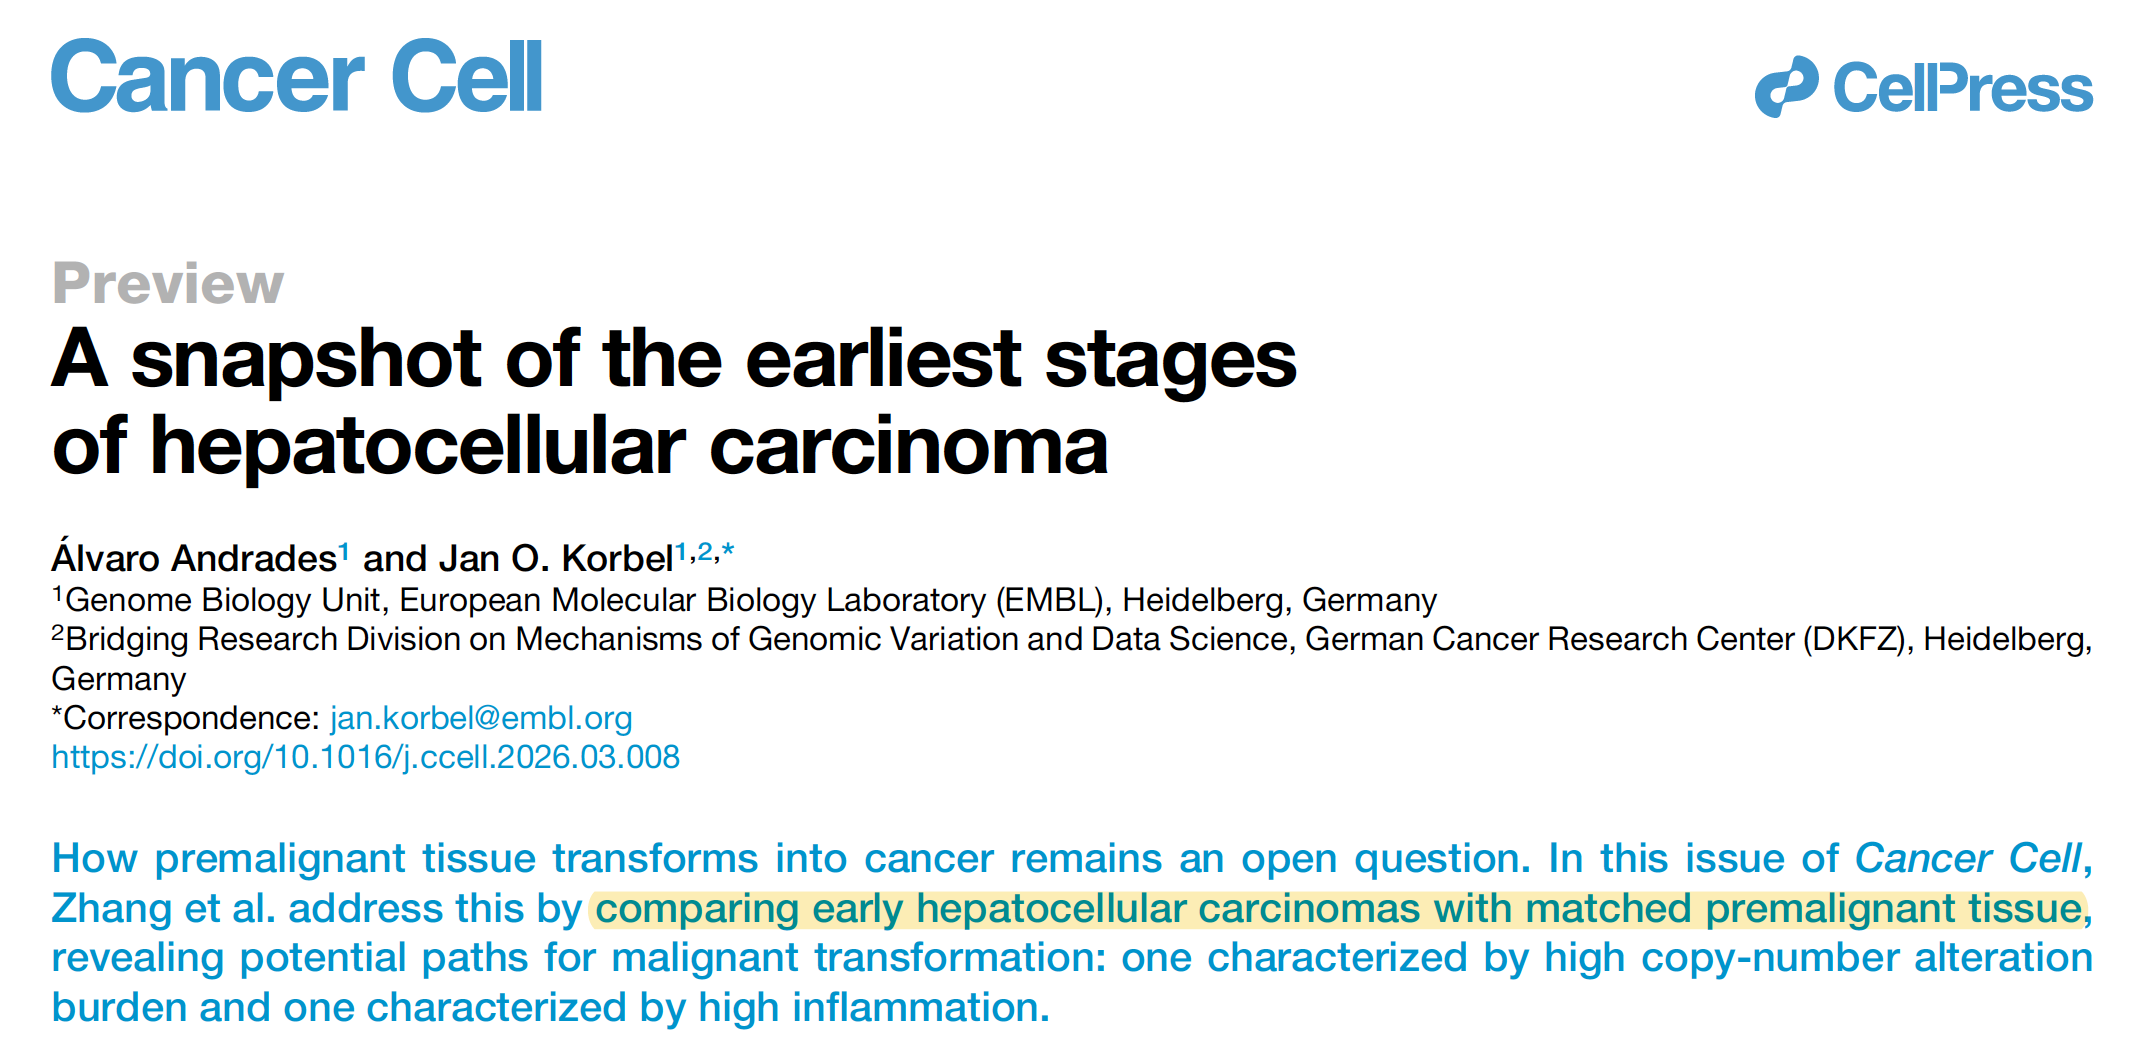 Cancer Cell
CellPress
Preview
A snapshot of the earliest stages
of hepatocellular carcinoma
Álvaro Andrades¹ and Jan O. Korbel¹,²,*
¹Genome Biology Unit, European Molecular Biology Laboratory (EMBL), Heidelberg, Germany
²Bridging Research Division on Mechanisms of Genomic Variation and Data Science, German Cancer Research Center (DKFZ), Heidelberg,
Germany
*Correspondence: jan.korbel@embl.org
https://doi.org/10.1016/j.ccell.2026.03.008
How premalignant tissue transforms into cancer remains an open question. In this issue of Cancer Cell,
Zhang et al. address this by comparing early hepatocellular carcinomas with matched premalignant tissue,
revealing potential paths for malignant transformation: one characterized by high copy-number alteration
burden and one characterized by high inflammation.